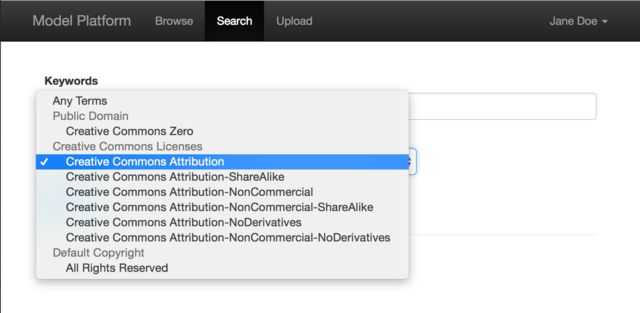 Model Platform Browse Search Upload Jane Doe
Keywords
Any Terms
Public Domain
Creative Commons Zero
Creative Commons Licenses
✓ Creative Commons Attribution
Creative Commons Attribution-ShareAlike
Creative Commons Attribution-NonCommercial
Creative Commons Attribution-NonCommercial-ShareAlike
Creative Commons Attribution-NoDerivatives
Creative Commons Attribution-NonCommercial-NoDerivatives
Default Copyright
All Rights Reserved